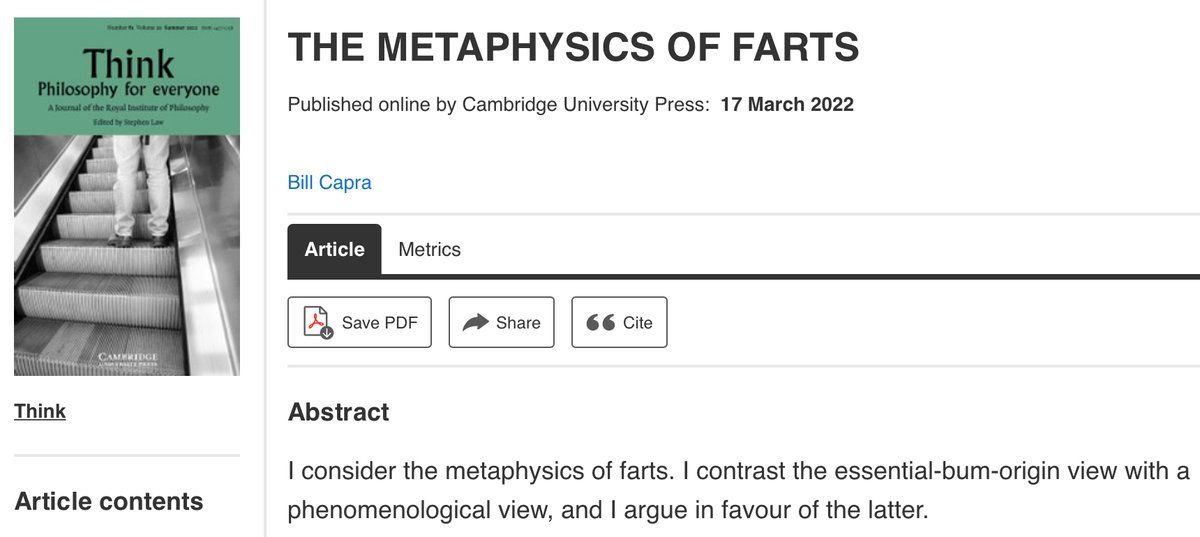 Number 61 Volume 21 Summer 2022
Think
Philosophy for everyone
A Journal of the Royal Institute of Philosophy
Edited by Stephen Law
CAMBRIDGE
UNIVERSITY PRESS
Think
Article contents
THE METAPHYSICS OF FARTS
Published online by Cambridge University Press: 17 March 2022
Bill Capra
Article Metrics
Save PDF Share Cite
Abstract
I consider the metaphysics of farts. I contrast the essential-bum-origin view with a
phenomenological view, and I argue in favour of the latter.